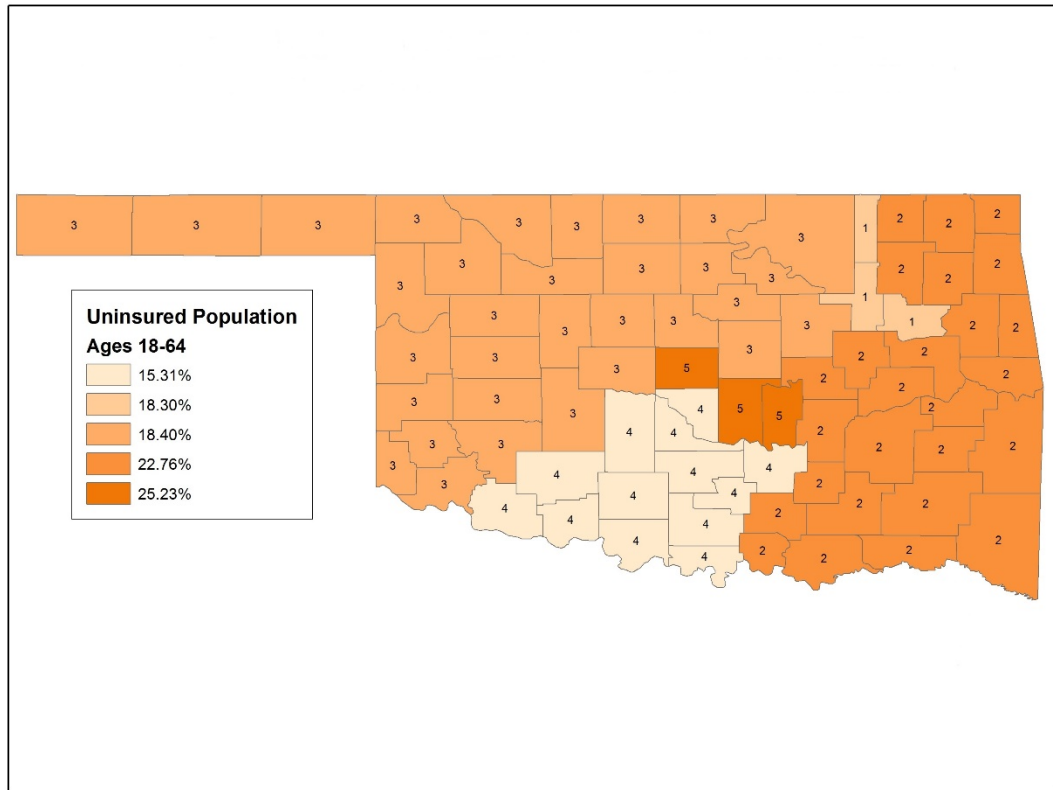 3 3 3 3 3 3 3 3 3 1 2 2 2
3 3 3 3 3 3 2 2 2
3 3 3 3 3 3 1 1 2 2
3 3 3 5 3 2 2 2
3 3 3 4 5 5 2 2 2 2
3 3 4 4 2 2 2
3 3 4 4 4 4 2
4 4 4 4 2 2 2
4 4 2 2 2 2
Uninsured Population
Ages 18-64
15.31%
18.30%
18.40%
22.76%
25.23%